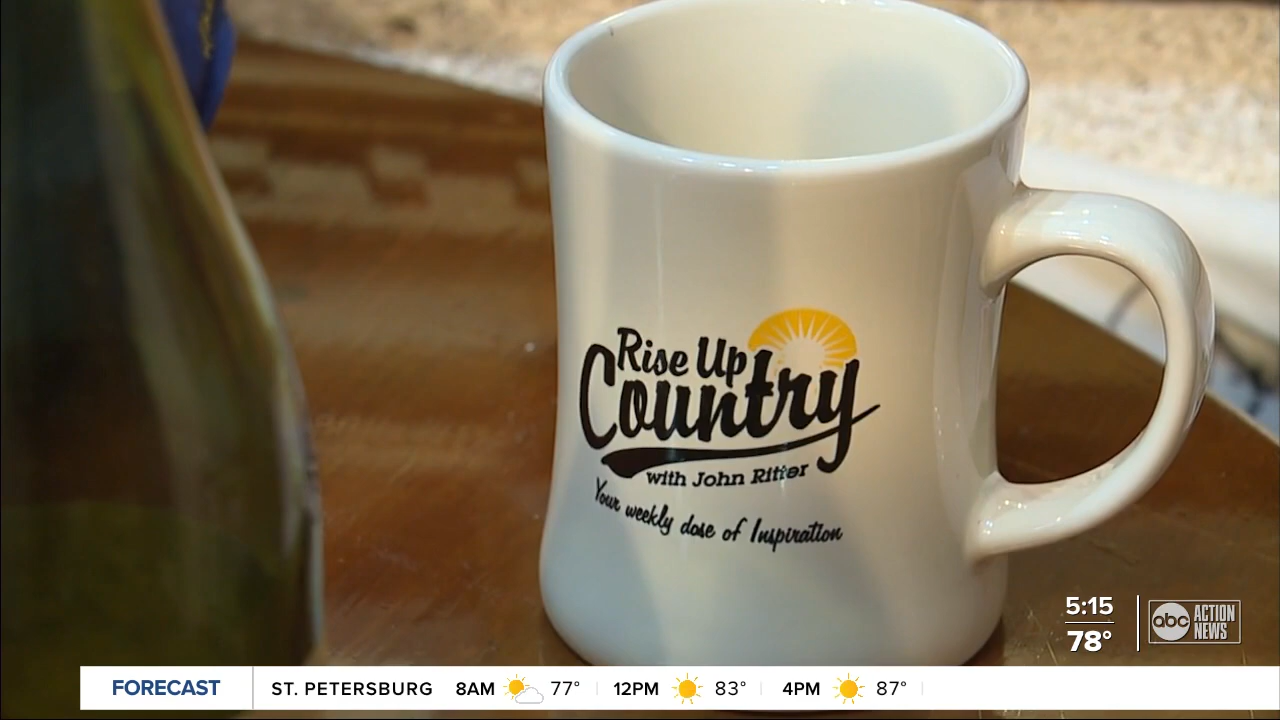 Rise Up
Country
with John Ritter
Your weekly dose of Inspiration
5:15
78°
abc ACTION NEWS
FORECAST ST. PETERSBURG 8AM 77° 12PM 83° 4PM 87°